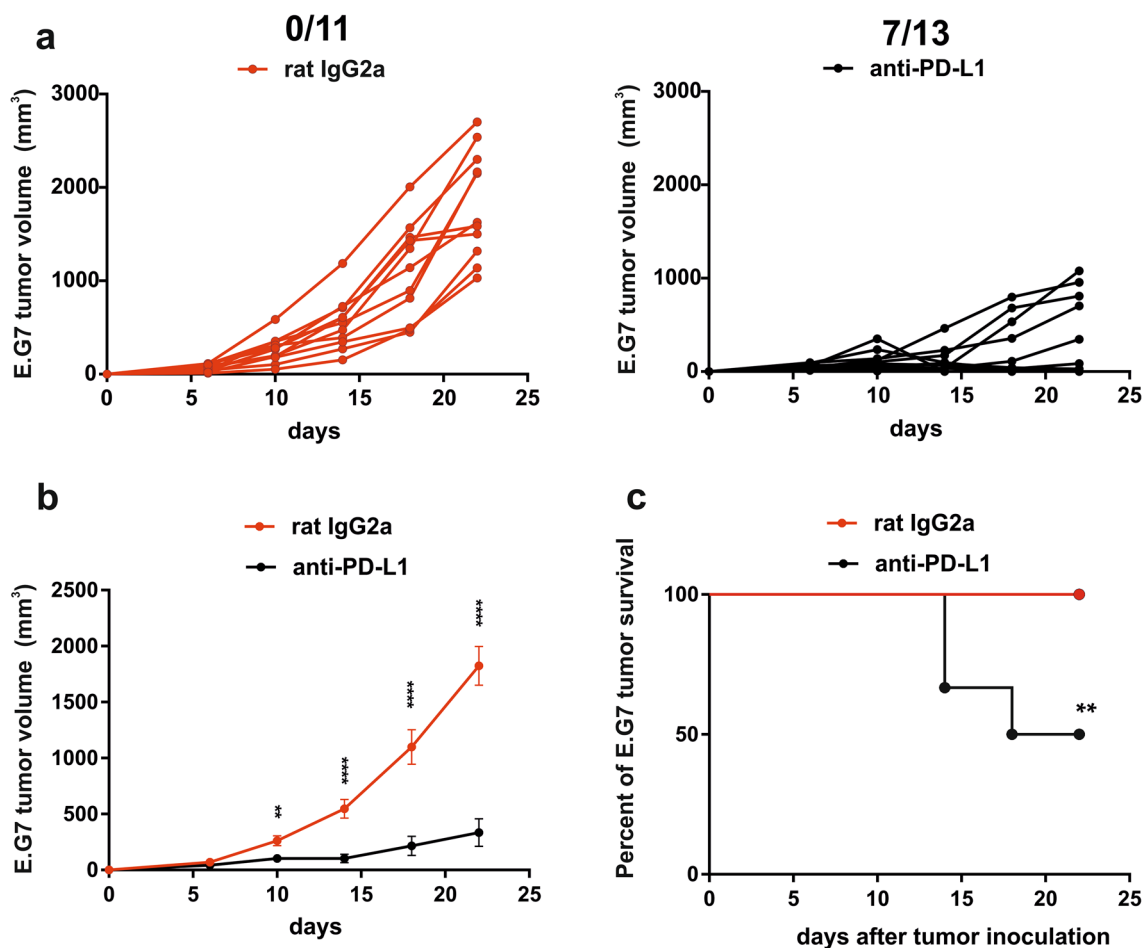 a
0/11
rat IgG2a
E.G7 tumor volume (mm³)
3000
2000
1000
0
0 5 10 15 20 25
days
7/13
anti-PD-L1
E.G7 tumor volume (mm³)
3000
2000
1000
0
0 5 10 15 20 25
days
b
rat IgG2a
anti-PD-L1
E.G7 tumor volume (mm³)
2500
2000
1500
1000
500
0
**
****
****
****
0 5 10 15 20 25
days
c
rat IgG2a
anti-PD-L1
Percent of E.G7 tumor survival
100
50
0
**
0 5 10 15 20 25
days after tumor inoculation